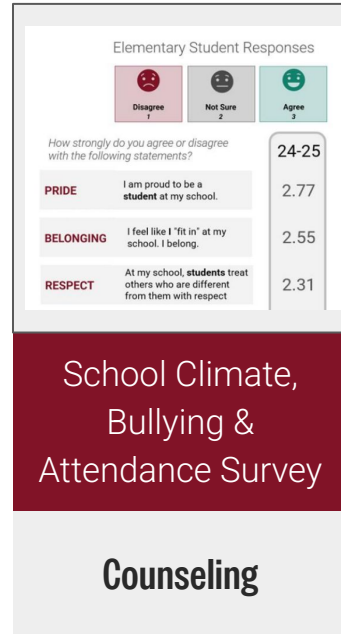 Elementary Student Responses
Disagree
1
Not Sure
2
Agree
3
How strongly do you agree or disagree
with the following statements?
24-25
PRIDE
I am proud to be a
student at my school.
2.77
BELONGING
I feel like I "fit in" at my
school. I belong.
2.55
RESPECT
At my school, students treat
others who are different
from them with respect
2.31
School Climate,
Bullying &
Attendance Survey
Counseling